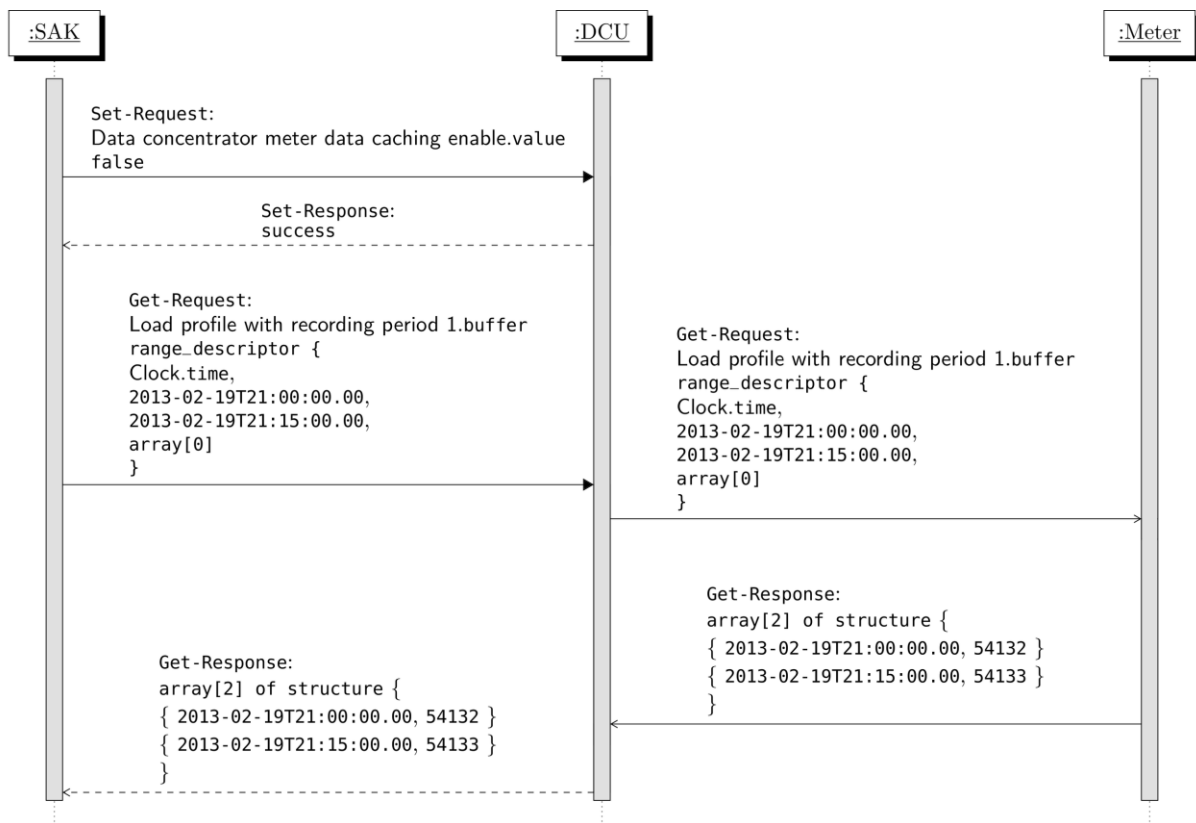 :SAK
:DCU
:Meter
Set-Request:
Data concentrator meter data caching enable.value
false
Set-Response:
success
Get-Request:
Load profile with recording period 1.buffer
range_descriptor {
Clock.time,
2013-02-19T21:00:00.00,
2013-02-19T21:15:00.00,
array[0]
}
Get-Request:
Load profile with recording period 1.buffer
range_descriptor {
Clock.time,
2013-02-19T21:00:00.00,
2013-02-19T21:15:00.00,
array[0]
}
Get-Response:
array[2] of structure {
{ 2013-02-19T21:00:00.00, 54132 }
{ 2013-02-19T21:15:00.00, 54133 }
}
Get-Response:
array[2] of structure {
{ 2013-02-19T21:00:00.00, 54132 }
{ 2013-02-19T21:15:00.00, 54133 }
}